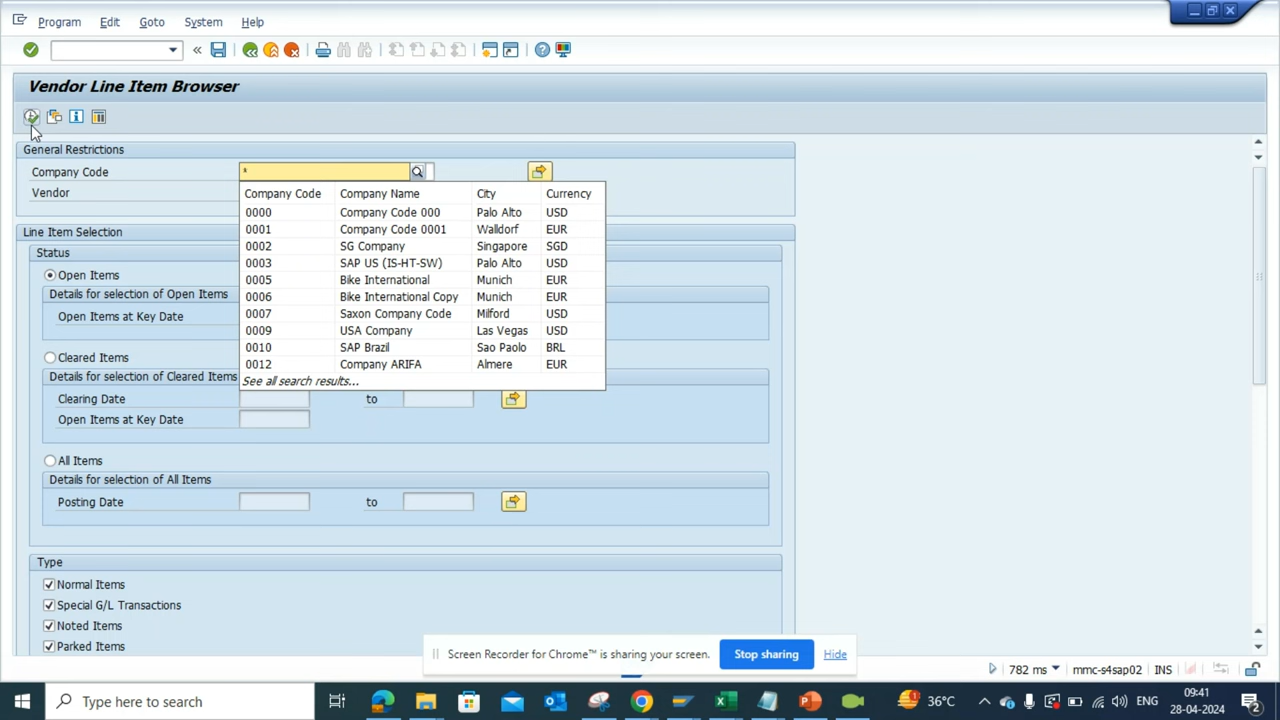 Program Edit Goto System Help
Vendor Line Item Browser
General Restrictions
Company Code *
Vendor
Company Code Company Name City Currency
0000 Company Code 000 Palo Alto USD
0001 Company Code 0001 Walldorf EUR
0002 SG Company Singapore SGD
0003 SAP US (IS-HT-SW) Palo Alto USD
0005 Bike International Munich EUR
0006 Bike International Copy Munich EUR
0007 Saxon Company Code Milford USD
0009 USA Company Las Vegas USD
0010 SAP Brazil Sao Paolo BRL
0012 Company ARIFA Almere EUR
See all search results...
Line Item Selection
Status
Open Items
Details for selection of Open Items
Open Items at Key Date
Cleared Items
Details for selection of Cleared Items
Clearing Date to
Open Items at Key Date
All Items
Details for selection of All Items
Posting Date to
Type
Normal Items
Special G/L Transactions
Noted Items
Parked Items
Screen Recorder for Chrome™ is sharing your screen. Stop sharing Hide
782 ms mmc-s4sap02 INS
Type here to search
36°C ENG 09:41
28-04-2024 2